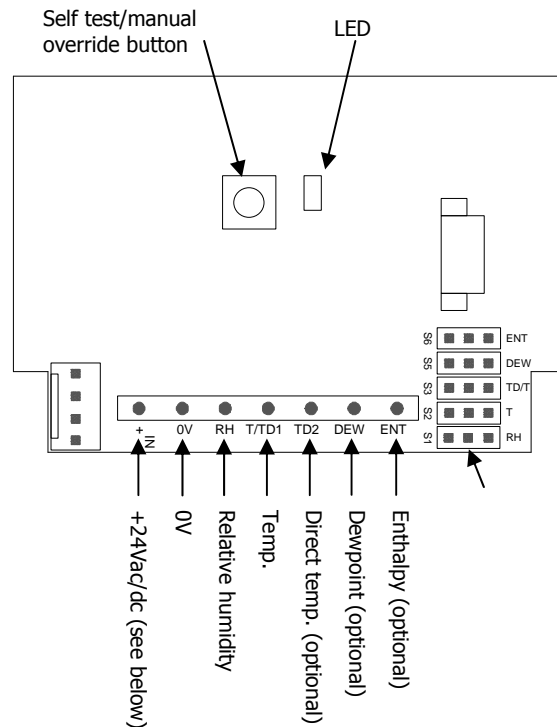 Self test/manual
override button
LED
S6 ENT
S5 DEW
S3 TD/T
S2 T
S1 RH
+ IN 0V RH T/TD1 TD2 DEW ENT
+24Vac/dc (see below)
0V
Relative humidity
Temp.
Direct temp. (optional)
Dewpoint (optional)
Enthalpy (optional)